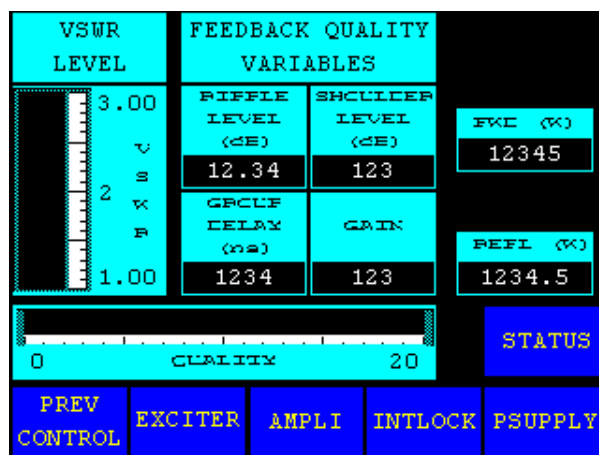 VSWR
LEVEL
FEEDBACK QUALITY
VARIABLES
3.00
2
1.00
VSWR
RIPPLE
LEVEL
(dB)
12.34
SHOULDER
LEVEL
(dB)
123
GROUP
DELAY
(ns)
1234
GAIN
123
FWD (W)
12345
REFL (W)
1234.5
0
QUALITY
20
STATUS
PREV
CONTROL
EXCITER
AMPLI
INTLOCK
PSUPPLY